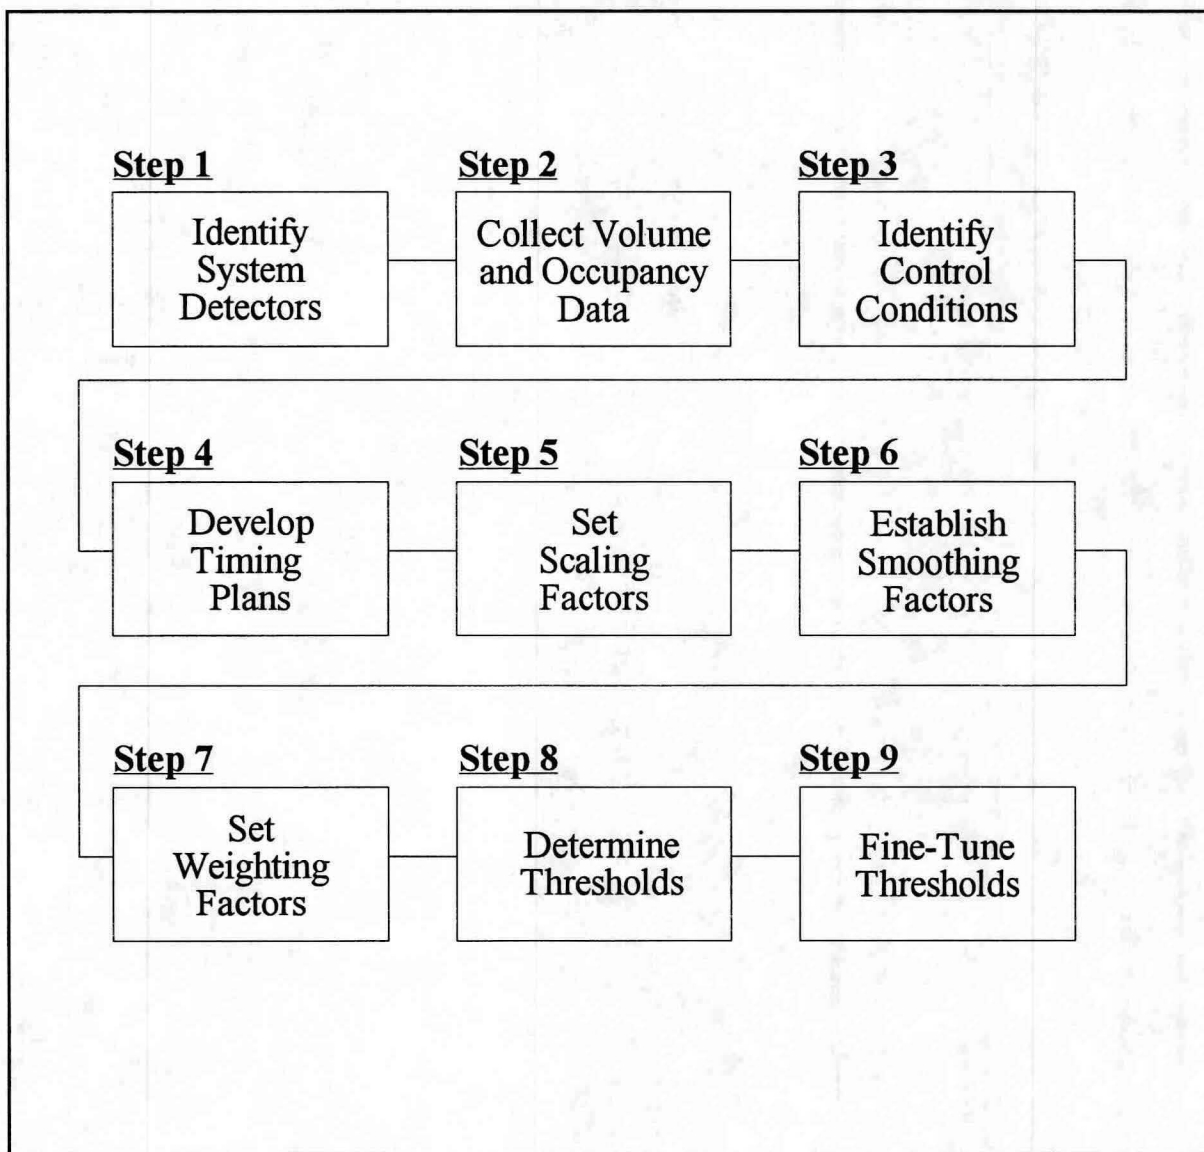 Step 1
Identify
System
Detectors
Step 2
Collect Volume
and Occupancy
Data
Step 3
Identify
Control
Conditions
Step 4
Develop
Timing
Plans
Step 5
Set
Scaling
Factors
Step 6
Establish
Smoothing
Factors
Step 7
Set
Weighting
Factors
Step 8
Determine
Thresholds
Step 9
Fine-Tune
Thresholds